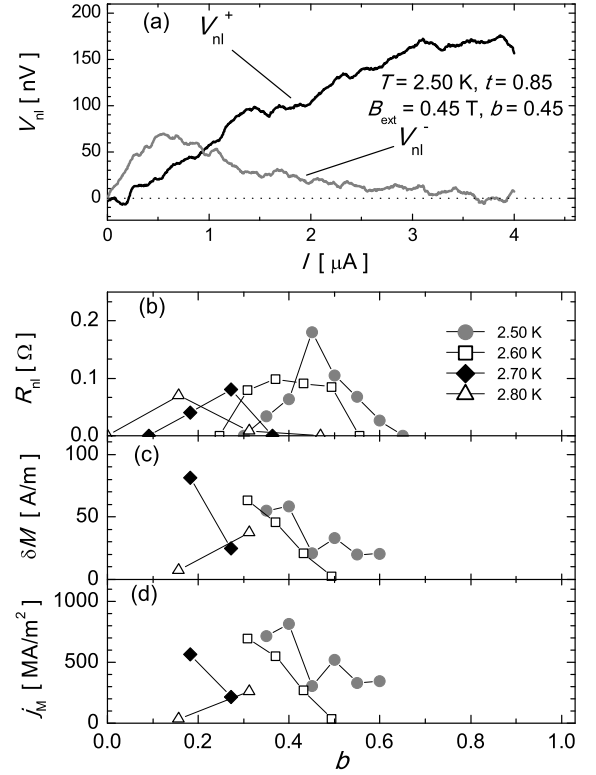 (a)
V_nl^+
V_nl [ nV ]
200
150
100
50
0
T = 2.50 K, t = 0.85
B_ext = 0.45 T, b = 0.45
V_nl^-
0 1 2 3 4
I [ μA ]
(b)
R_nl [ Ω ]
0.2
0.1
0.0
2.50 K
2.60 K
2.70 K
2.80 K
(c)
δM [ A/m ]
100
50
0
(d)
j_M [ MA/m² ]
1000
500
0
0.0 0.2 0.4 0.6 0.8 1.0
b